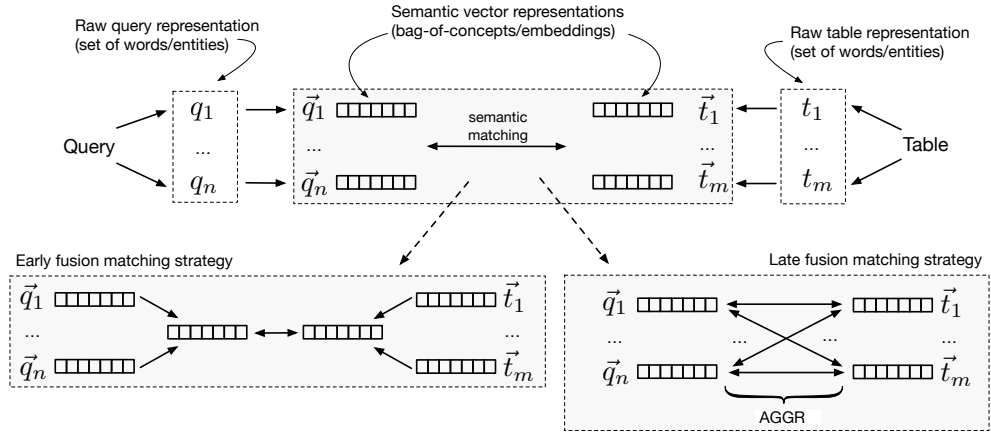 Raw query representation
(set of words/entities)
Semantic vector representations
(bag-of-concepts/embeddings)
Raw table representation
(set of words/entities)
Query
q₁
...
qₙ
q⃗₁
...
q⃗ₙ
semantic
matching
t⃗₁
...
t⃗ₘ
t₁
...
tₘ
Table
Early fusion matching strategy
q⃗₁
...
q⃗ₙ
t⃗₁
...
t⃗ₘ
Late fusion matching strategy
q⃗₁
...
q⃗ₙ
...
...
t⃗₁
...
t⃗ₘ
AGGR